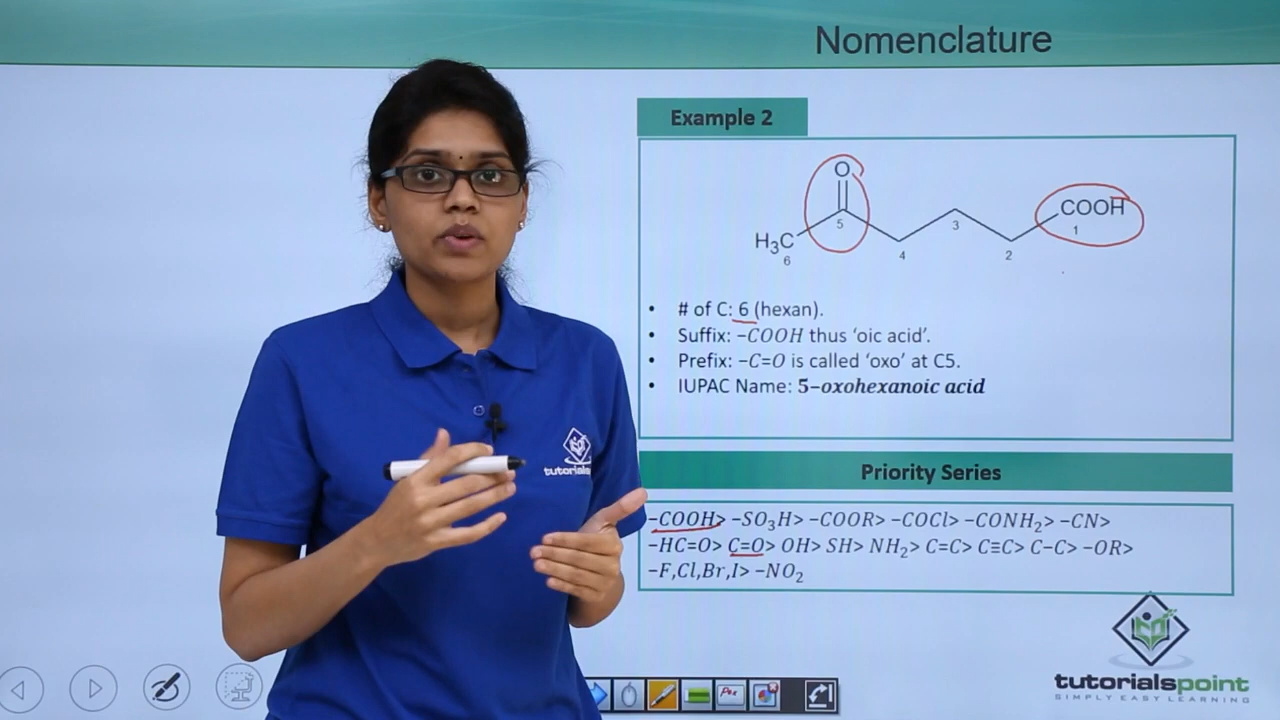 Nomenclature
Example 2
O
5
COOH
1
H₃C
6
4
3
2
• # of C: 6 (hexan).
• Suffix: −COOH thus ‘oic acid’.
• Prefix: −C=O is called ‘oxo’ at C5.
• IUPAC Name: 5−oxohexanoic acid
tutorials
Priority Series
−COOH> −SO₃H> −COOR> −COCl> −CONH₂> −CN>
−HC=O> C=O> OH> SH> NH₂> C=C> C≡C> C−C> −OR>
−F,Cl,Br,I> −NO₂
Pen
tutorialspoint
SIMPLY EASY LEARNING